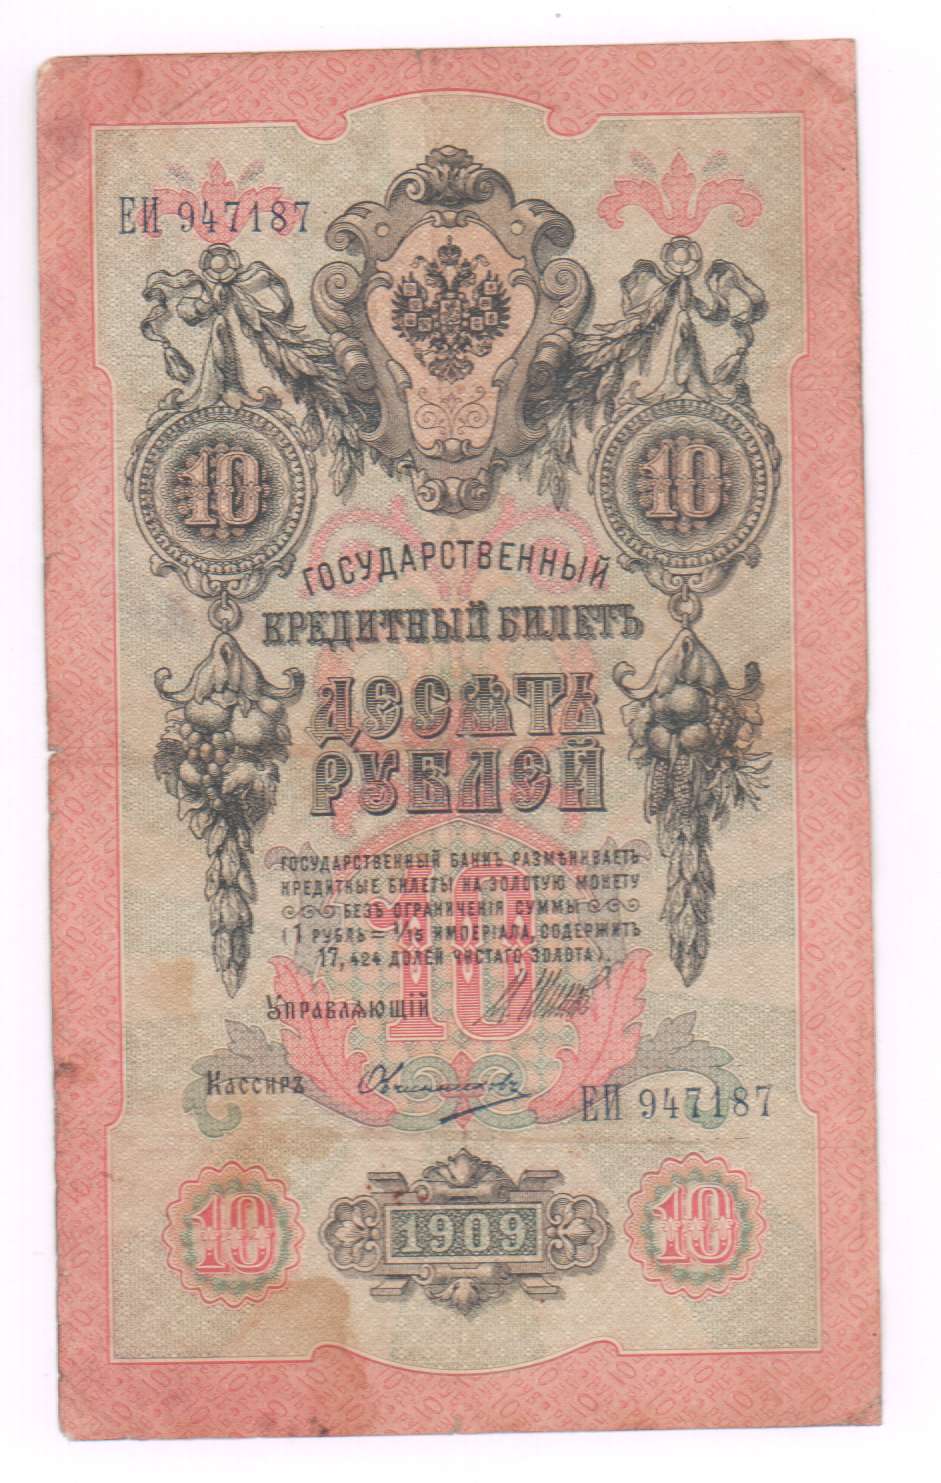 ЕИ 947187
10 10
ГОСУДАРСТВЕННЫЙ
КРЕДИТНЫЙ БИЛЕТЪ
ДЕСЯТЬ
РУБЛЕЙ
10
ГОСУДАРСТВЕННЫЙ БАНКЪ РАЗМѢНИВАЕТЪ
КРЕДИТНЫЕ БИЛЕТЫ НА ЗОЛОТУЮ МОНЕТУ
БЕЗЪ ОГРАНИЧЕНІЯ СУММЫ
(1 РУБЛЬ = 1/15 ИМПЕРІАЛА, СОДЕРЖИТЪ
17,424 ДОЛЕЙ ЧИСТАГО ЗОЛОТА).
УПРАВЛЯЮЩІЙ
КАССИРЪ Овчинниковъ
ЕИ 947187
10 1909 10